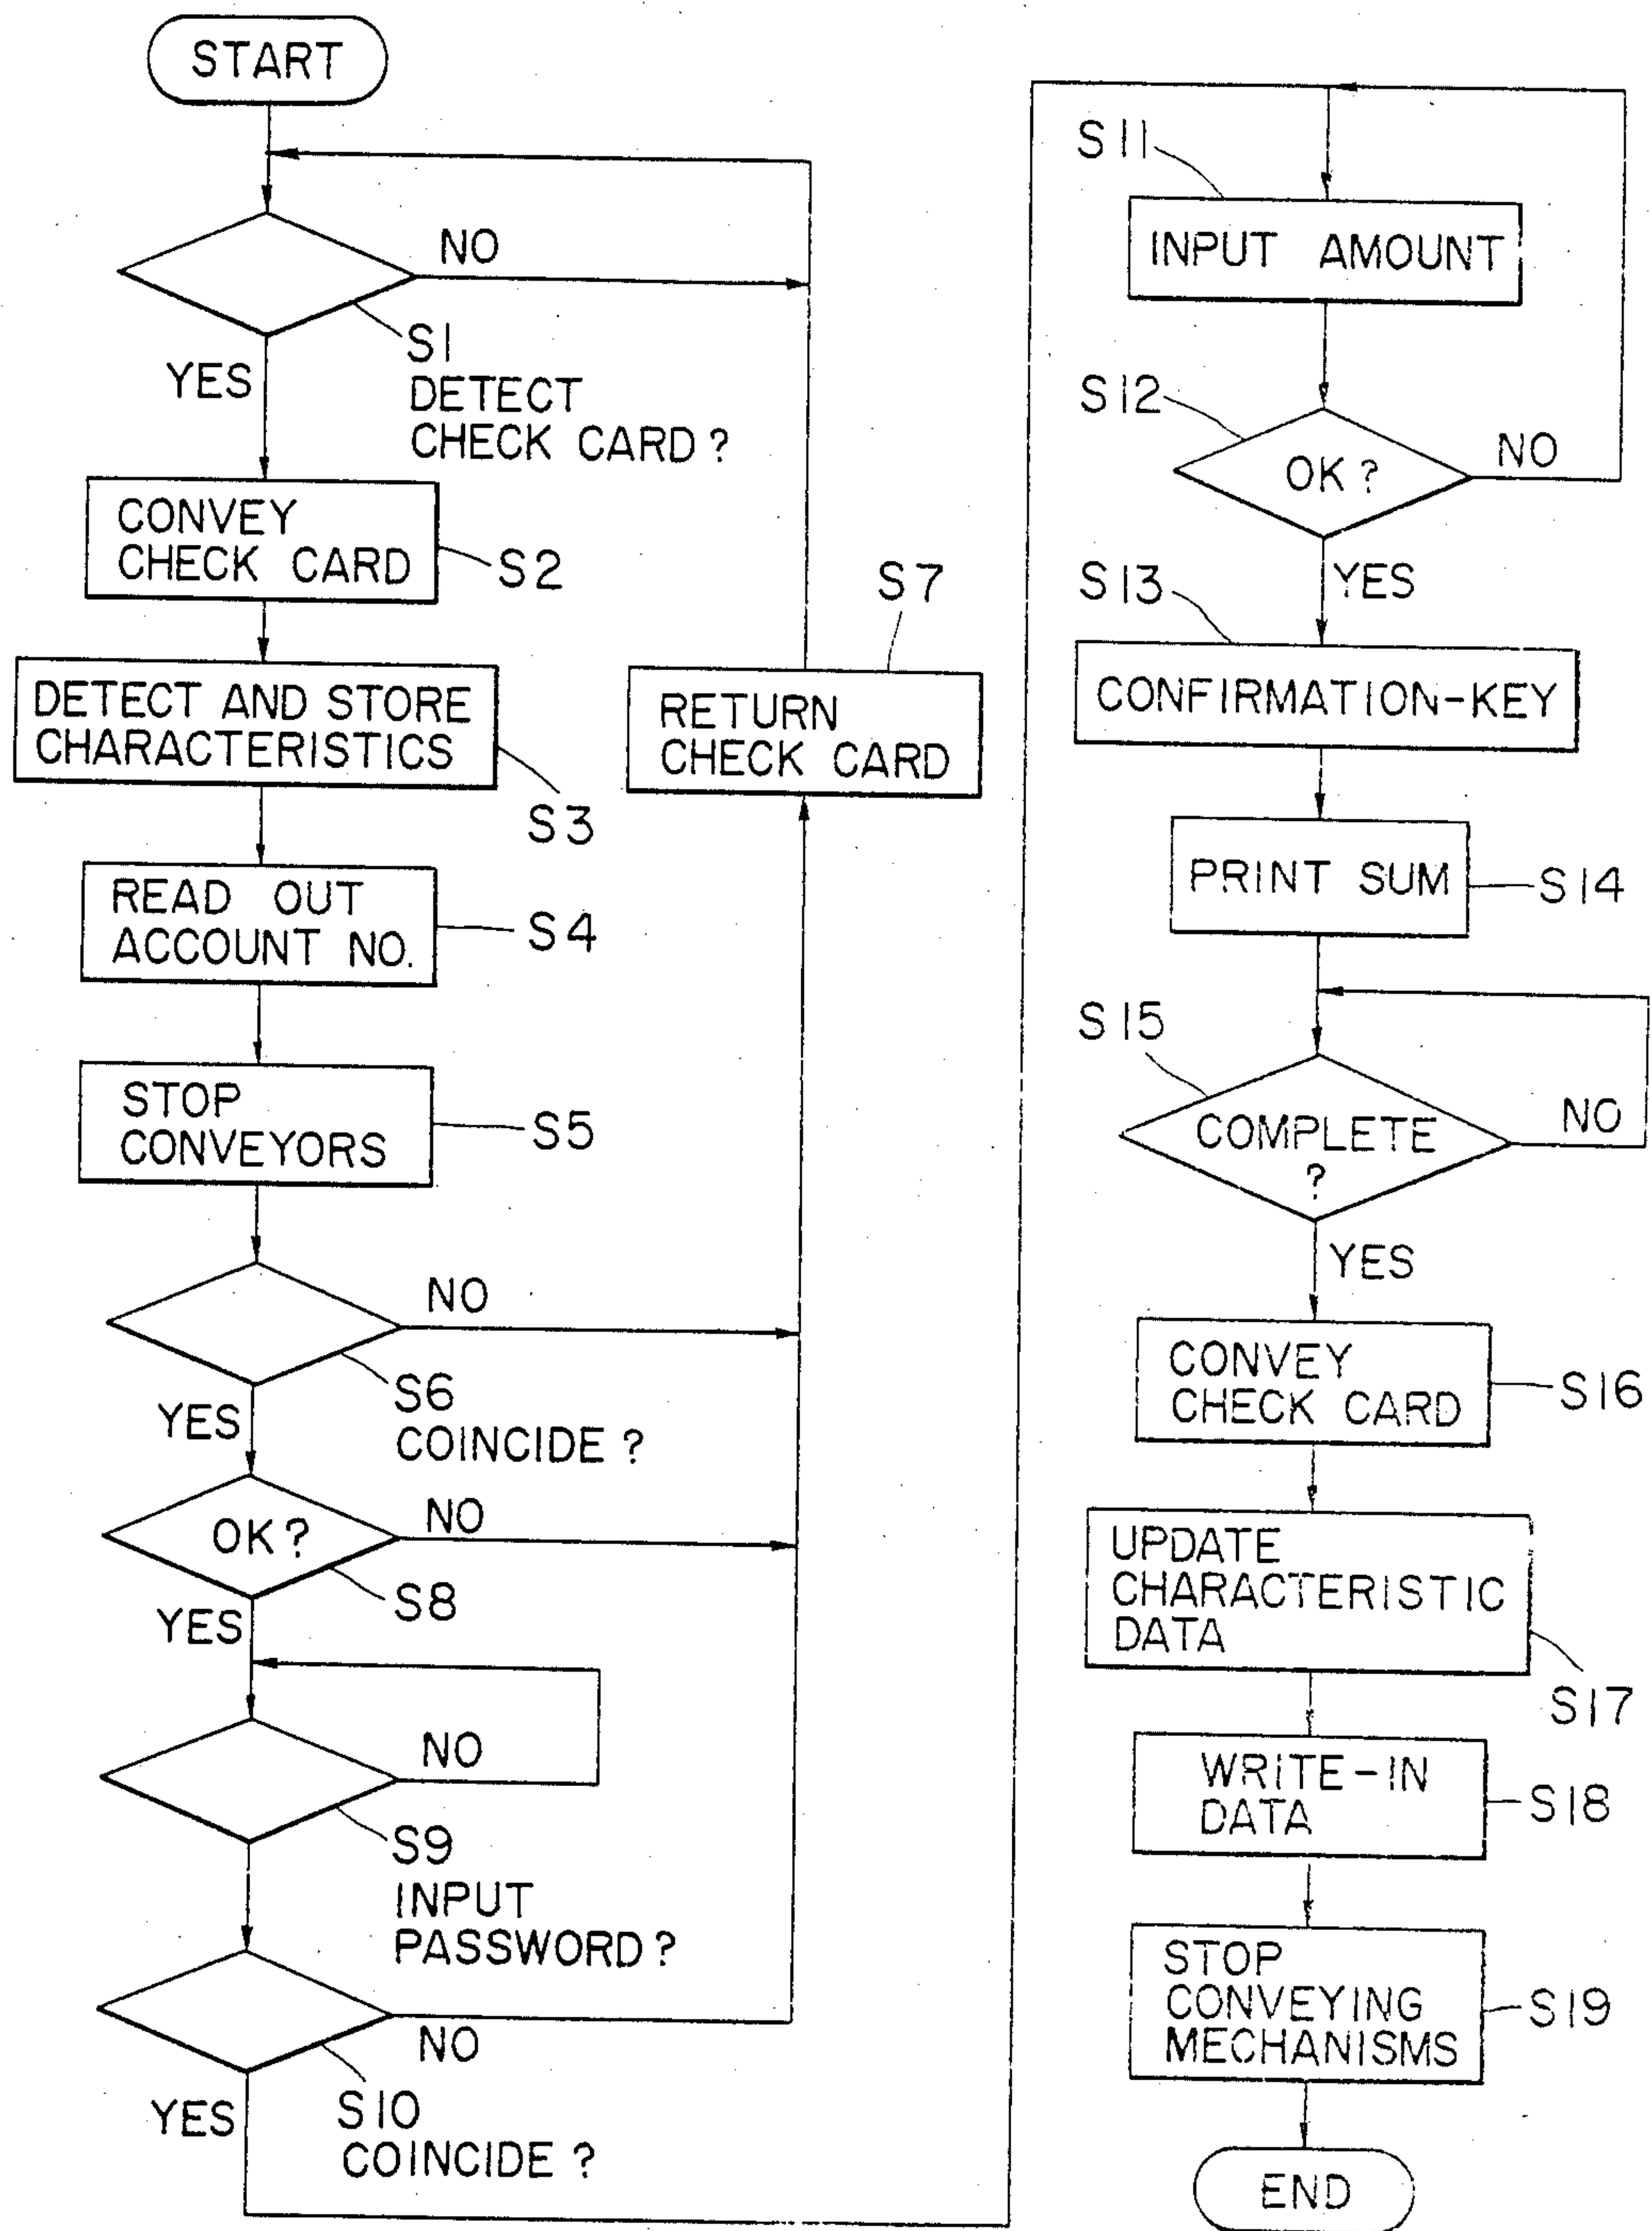 START
NO
S1
DETECT
CHECK CARD?
YES
CONVEY
CHECK CARD
S2
DETECT AND STORE
CHARACTERISTICS
S3
S7
RETURN
CHECK CARD
READ OUT
ACCOUNT NO.
S4
STOP
CONVEYORS
S5
NO
S6
COINCIDE?
YES
OK?
NO
S8
YES
NO
S9
INPUT
PASSWORD?
NO
S10
COINCIDE?
YES
S11
INPUT AMOUNT
S12
OK?
NO
YES
S13
CONFIRMATION-KEY
PRINT SUM
S14
S15
COMPLETE
?
NO
YES
CONVEY
CHECK CARD
S16
UPDATE
CHARACTERISTIC
DATA
S17
WRITE-IN
DATA
S18
STOP
CONVEYING
MECHANISMS
S19
END